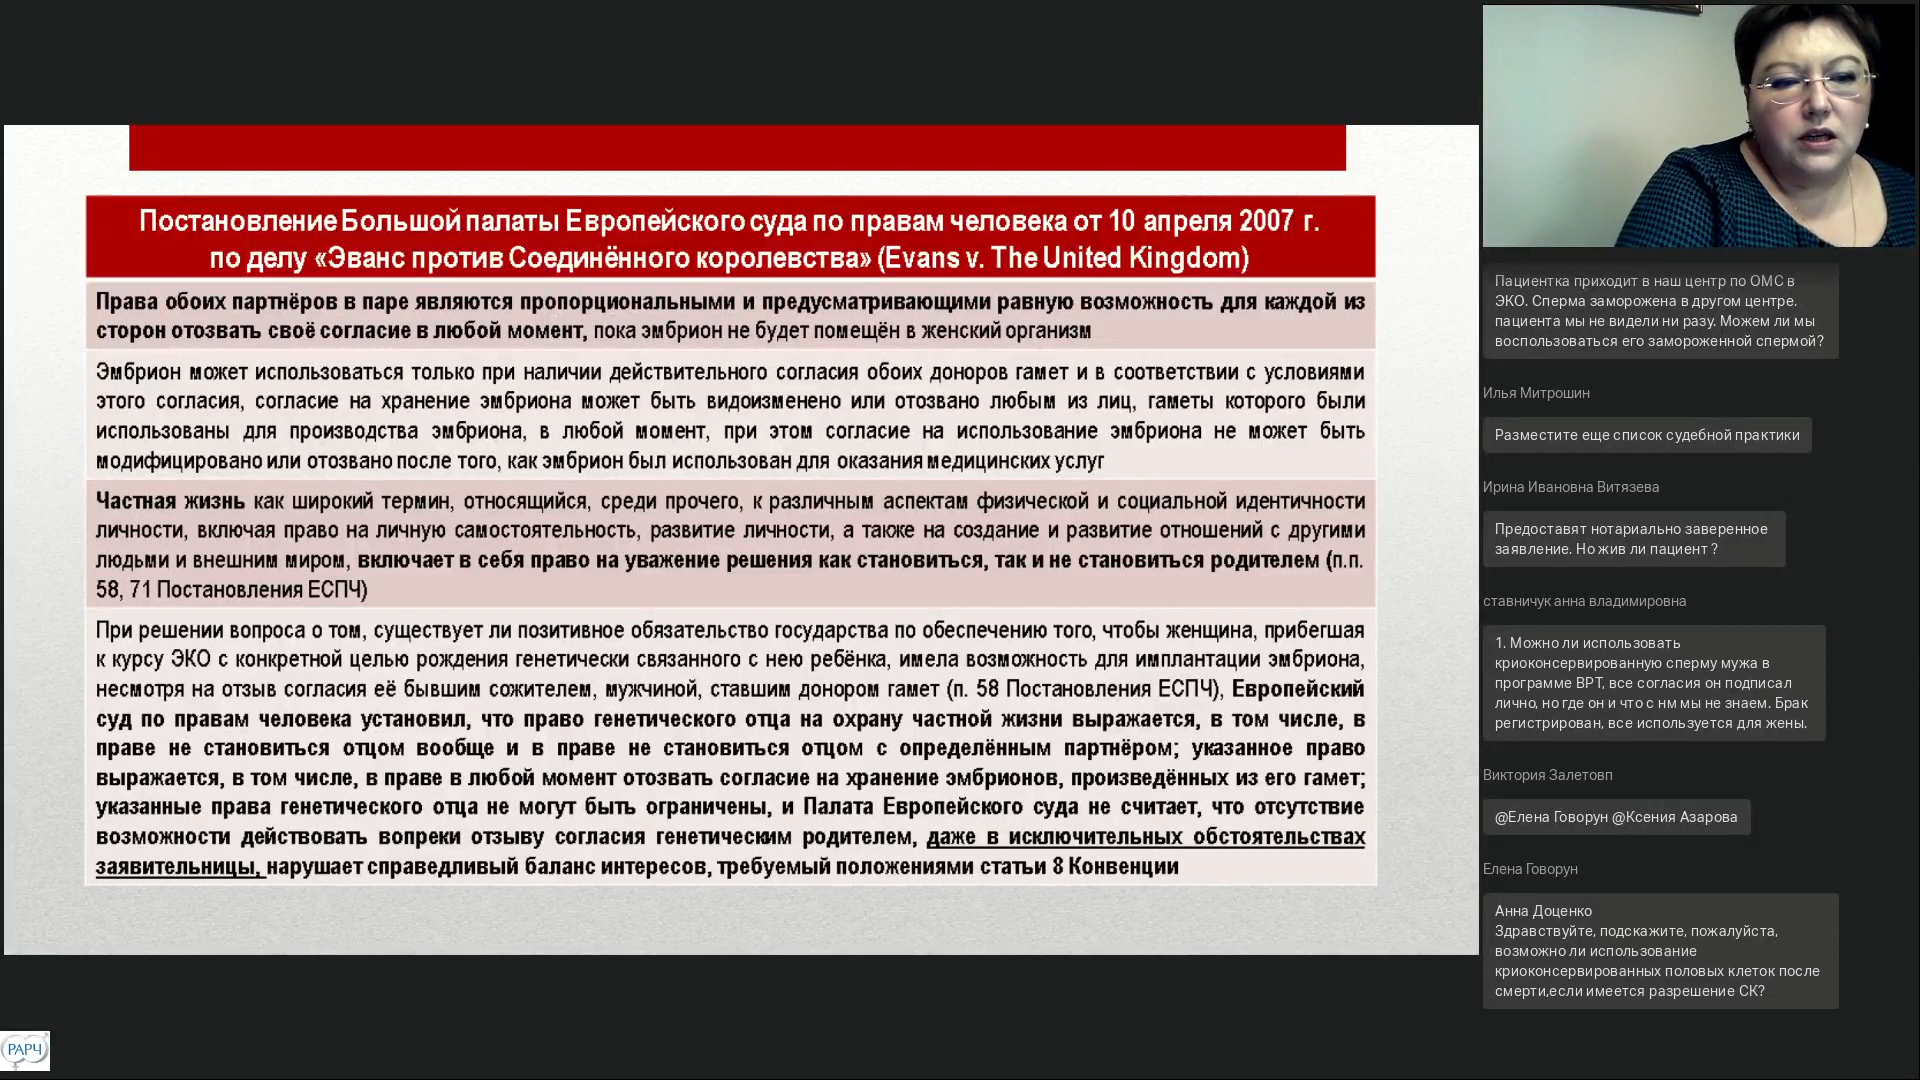 Постановление Большой палаты Европейского суда по правам человека от 10 апреля 2007 г.
по делу «Эванс против Соединённого королевства» (Evans v. The United Kingdom)
Права обоих партнёров в паре являются пропорциональными и предусматривающими равную возможность для каждой из
сторон отозвать своё согласие в любой момент, пока эмбрион не будет помещён в женский организм
Эмбрион может использоваться только при наличии действительного согласия обоих доноров гамет и в соответствии с условиями
этого согласия, согласие на хранение эмбриона может быть видоизменено или отозвано любым из лиц, гаметы которого были
использованы для производства эмбриона, в любой момент, при этом согласие на использование эмбриона не может быть
модифицировано или отозвано после того, как эмбрион был использован для оказания медицинских услуг
Частная жизнь как широкий термин, относящийся, среди прочего, к различным аспектам физической и социальной идентичности
личности, включая право на личную самостоятельность, развитие личности, а также на создание и развитие отношений с другими
людьми и внешним миром, включает в себя право на уважение решения как становиться, так и не становиться родителем (п.п.
58, 71 Постановления ЕСПЧ)
При решении вопроса о том, существует ли позитивное обязательство государства по обеспечению того, чтобы женщина, прибегшая
к курсу ЭКО с конкретной целью рождения генетически связанного с нею ребёнка, имела возможность для имплантации эмбриона,
несмотря на отзыв согласия её бывшим сожителем, мужчиной, ставшим донором гамет (п. 58 Постановления ЕСПЧ), Европейский
суд по правам человека установил, что право генетического отца на охрану частной жизни выражается, в том числе, в
праве не становиться отцом вообще и в праве не становиться отцом с определённым партнёром; указанное право
выражается, в том числе, в праве в любой момент отозвать согласие на хранение эмбрионов, произведённых из его гамет;
указанные права генетического отца не могут быть ограничены, и Палата Европейского суда не считает, что отсутствие
возможности действовать вопреки отзыву согласия генетическим родителем, даже в исключительных обстоятельствах
заявительницы, нарушает справедливый баланс интересов, требуемый положениями статьи 8 Конвенции
РАРЧ
Пациентка приходит в наш центр по ОМС в
ЭКО. Сперма заморожена в другом центре.
пациента мы не видели ни разу. Можем ли мы
воспользоваться его замороженной спермой?
Илья Митрошин
Разместите еще список судебной практики
Ирина Ивановна Витязева
Предоставят нотариально заверенное
заявление. Но жив ли пациент ?
ставничук анна владимировна
1. Можно ли использовать
криоконсервированную сперму мужа в
программе ВРТ, все согласия он подписал
лично, но где он и что с нм мы не знаем. Брак
регистрирован, все используется для жены.
Виктория Залетовп
@Елена Говорун @Ксения Азарова
Елена Говорун
Анна Доценко
Здравствуйте, подскажите, пожалуйста,
возможно ли использование
криоконсервированных половых клеток после
смерти,если имеется разрешение СК?